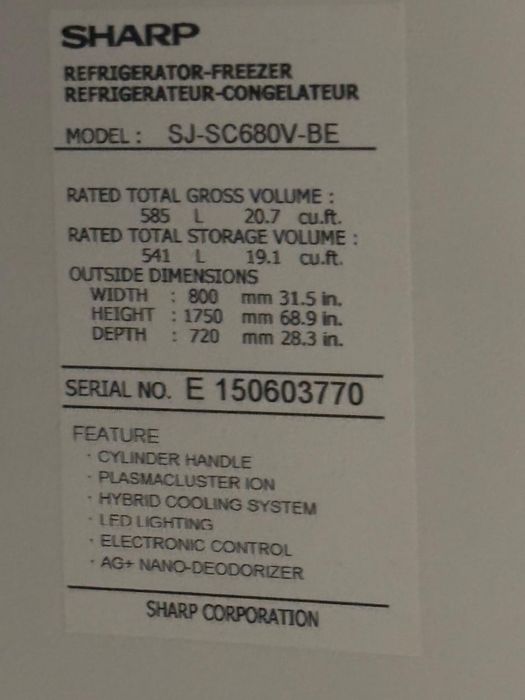 SHARP
REFRIGERATOR-FREEZER
REFRIGERATEUR-CONGELATEUR
MODEL : SJ-SC680V-BE
RATED TOTAL GROSS VOLUME :
585 L 20.7 cu.ft.
RATED TOTAL STORAGE VOLUME :
541 L 19.1 cu.ft.
OUTSIDE DIMENSIONS
WIDTH : 800 mm 31.5 in.
HEIGHT : 1750 mm 68.9 in.
DEPTH : 720 mm 28.3 in.
SERIAL NO. E 150603770
FEATURE
· CYLINDER HANDLE
· PLASMACLUSTER ION
· HYBRID COOLING SYSTEM
· LED LIGHTING
· ELECTRONIC CONTROL
· AG+ NANO-DEODORIZER
SHARP CORPORATION